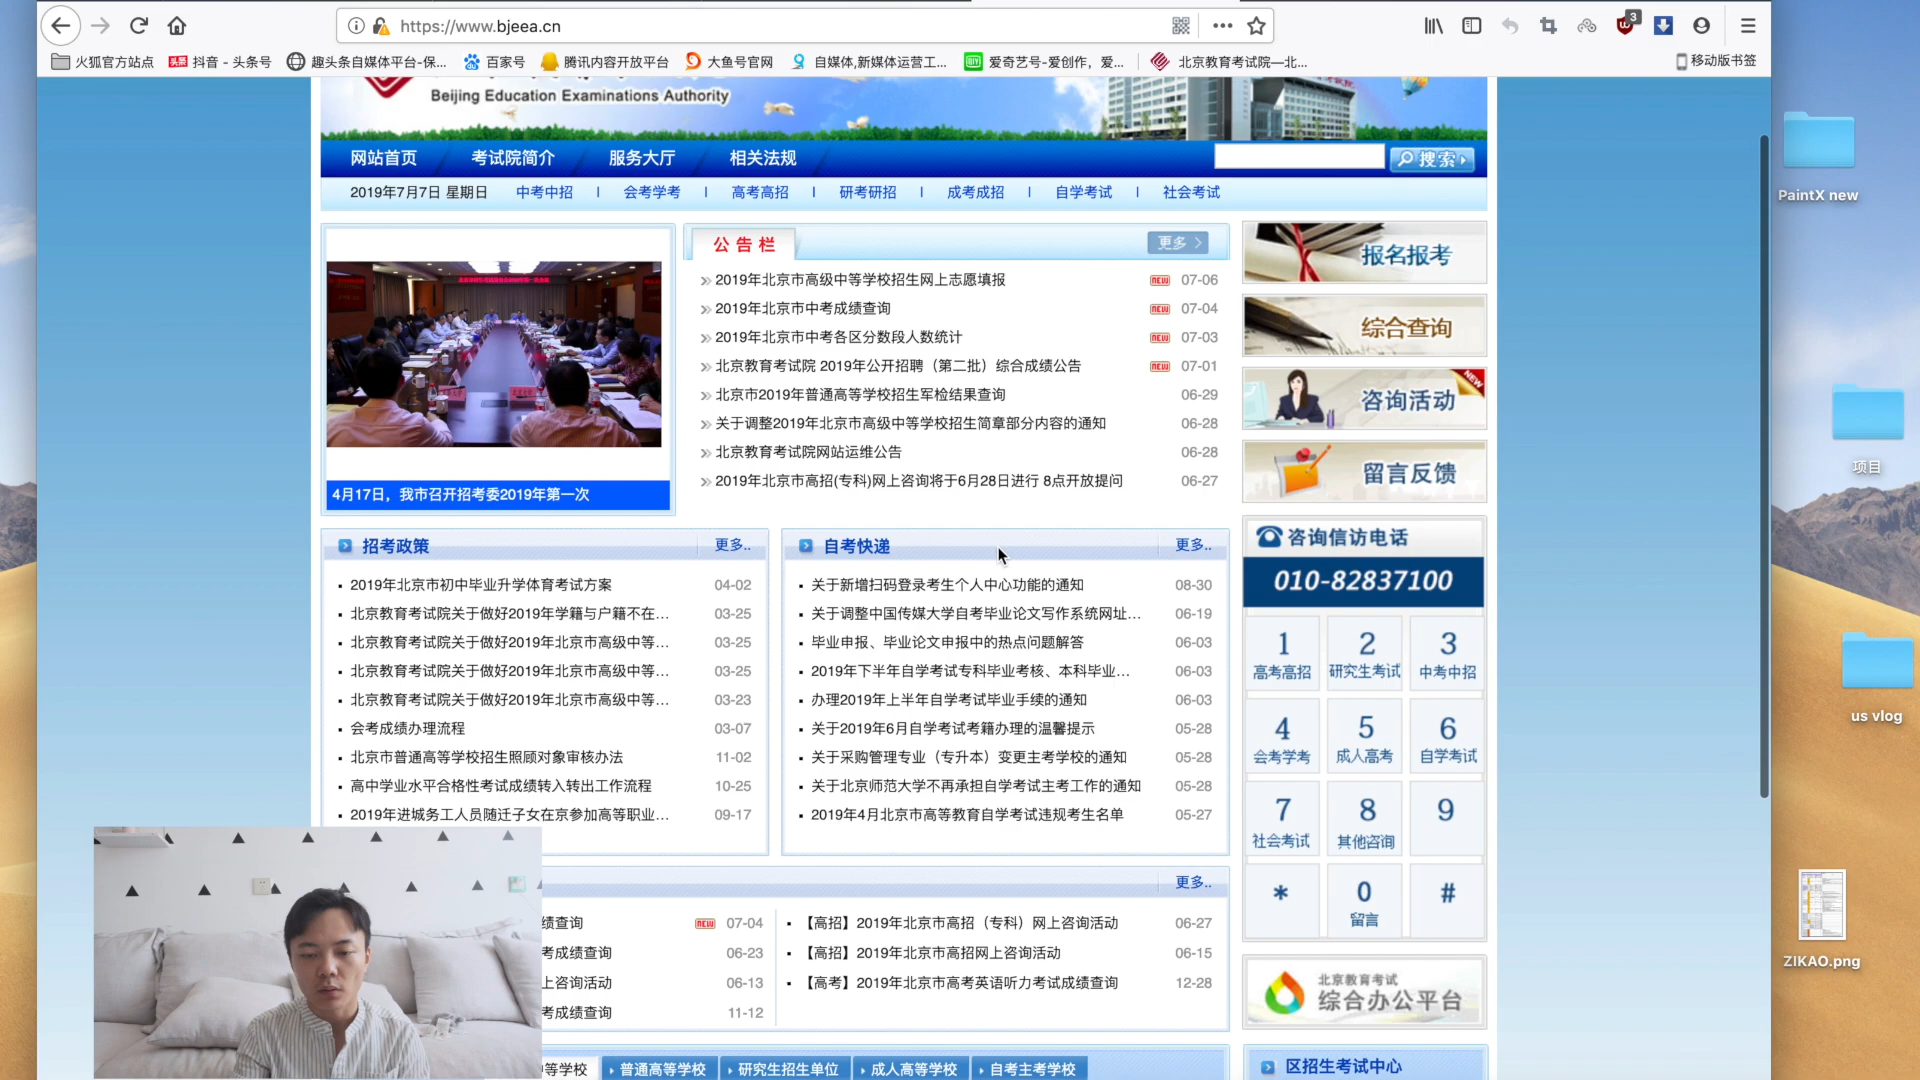 https://www.bjeea.cn
3
火狐官方站点
头条
抖音 - 头条号
趣头条自媒体平台-保...
百家号
腾讯内容开放平台
大鱼号官网
自媒体,新媒体运营工...
爱奇艺号-爱创作，爱...
北京教育考试院—北...
移动版书签
Beijing Education Examinations Authority
网站首页
考试院简介
服务大厅
相关法规
搜索
2019年7月7日 星期日
中考中招
会考学考
高考高招
研考研招
成考成招
自学考试
社会考试
4月17日，我市召开招考委2019年第一次
公 告 栏
更多
2019年北京市高级中等学校招生网上志愿填报 NEW 07-06
2019年北京市中考成绩查询 NEW 07-04
2019年北京市中考各区分数段人数统计 NEW 07-03
北京教育考试院 2019年公开招聘（第二批）综合成绩公告 NEW 07-01
北京市2019年普通高等学校招生军检结果查询 06-29
关于调整2019年北京市高级中等学校招生简章部分内容的通知 06-28
北京教育考试院网站运维公告 06-28
2019年北京市高招(专科)网上咨询将于6月28日进行 8点开放提问 06-27
报名报考
综合查询
咨询活动
NEW
留言反馈
招考政策
更多..
2019年北京市初中毕业升学体育考试方案 04-02
北京教育考试院关于做好2019年学籍与户籍不在... 03-25
北京教育考试院关于做好2019年北京市高级中等... 03-25
北京教育考试院关于做好2019年北京市高级中等... 03-25
北京教育考试院关于做好2019年北京市高级中等... 03-23
会考成绩办理流程 03-07
北京市普通高等学校招生照顾对象审核办法 11-02
高中学业水平合格性考试成绩转入转出工作流程 10-25
2019年进城务工人员随迁子女在京参加高等职业... 09-17
自考快递
更多..
关于新增扫码登录考生个人中心功能的通知 08-30
关于调整中国传媒大学自考毕业论文写作系统网址... 06-19
毕业申报、毕业论文申报中的热点问题解答 06-03
2019年下半年自学考试专科毕业考核、本科毕业... 06-03
办理2019年上半年自学考试毕业手续的通知 06-03
关于2019年6月自学考试考籍办理的温馨提示 05-28
关于采购管理专业（专升本）变更主考学校的通知 05-28
关于北京师范大学不再承担自学考试主考工作的通知 05-28
2019年4月北京市高等教育自学考试违规考生名单 05-27
咨询信访电话
010-82837100
1
高考高招
2
研究生考试
3
中考中招
4
会考学考
5
成人高考
6
自学考试
7
社会考试
8
其他咨询
9
*
0
留言
#
更多..
绩查询 NEW 07-04
考成绩查询 06-23
上咨询活动 06-13
考成绩查询 11-12
【高招】2019年北京市高招（专科）网上咨询活动 06-27
【高招】2019年北京市高招网上咨询活动 06-15
【高考】2019年北京市高考英语听力考试成绩查询 12-28
北京教育考试
综合办公平台
等学校
普通高等学校
研究生招生单位
成人高等学校
自考主考学校
区招生考试中心
PaintX new
项目
us vlog
ZIKAO.png